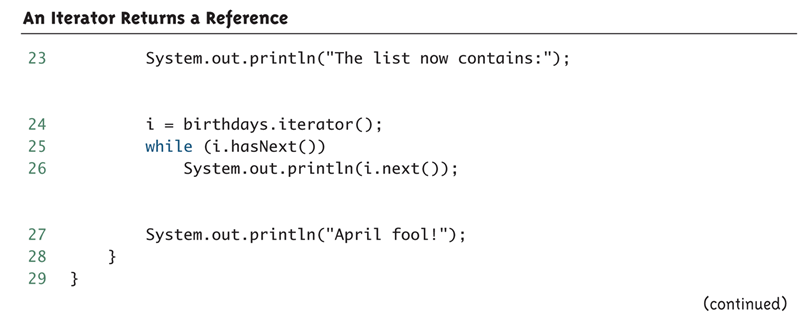 An Iterator Returns a Reference
23 System.out.println("The list now contains:");
24 i = birthdays.iterator();
25 while (i.hasNext())
26 System.out.println(i.next());
27 System.out.println("April fool!");
28 }
29 }
(continued)